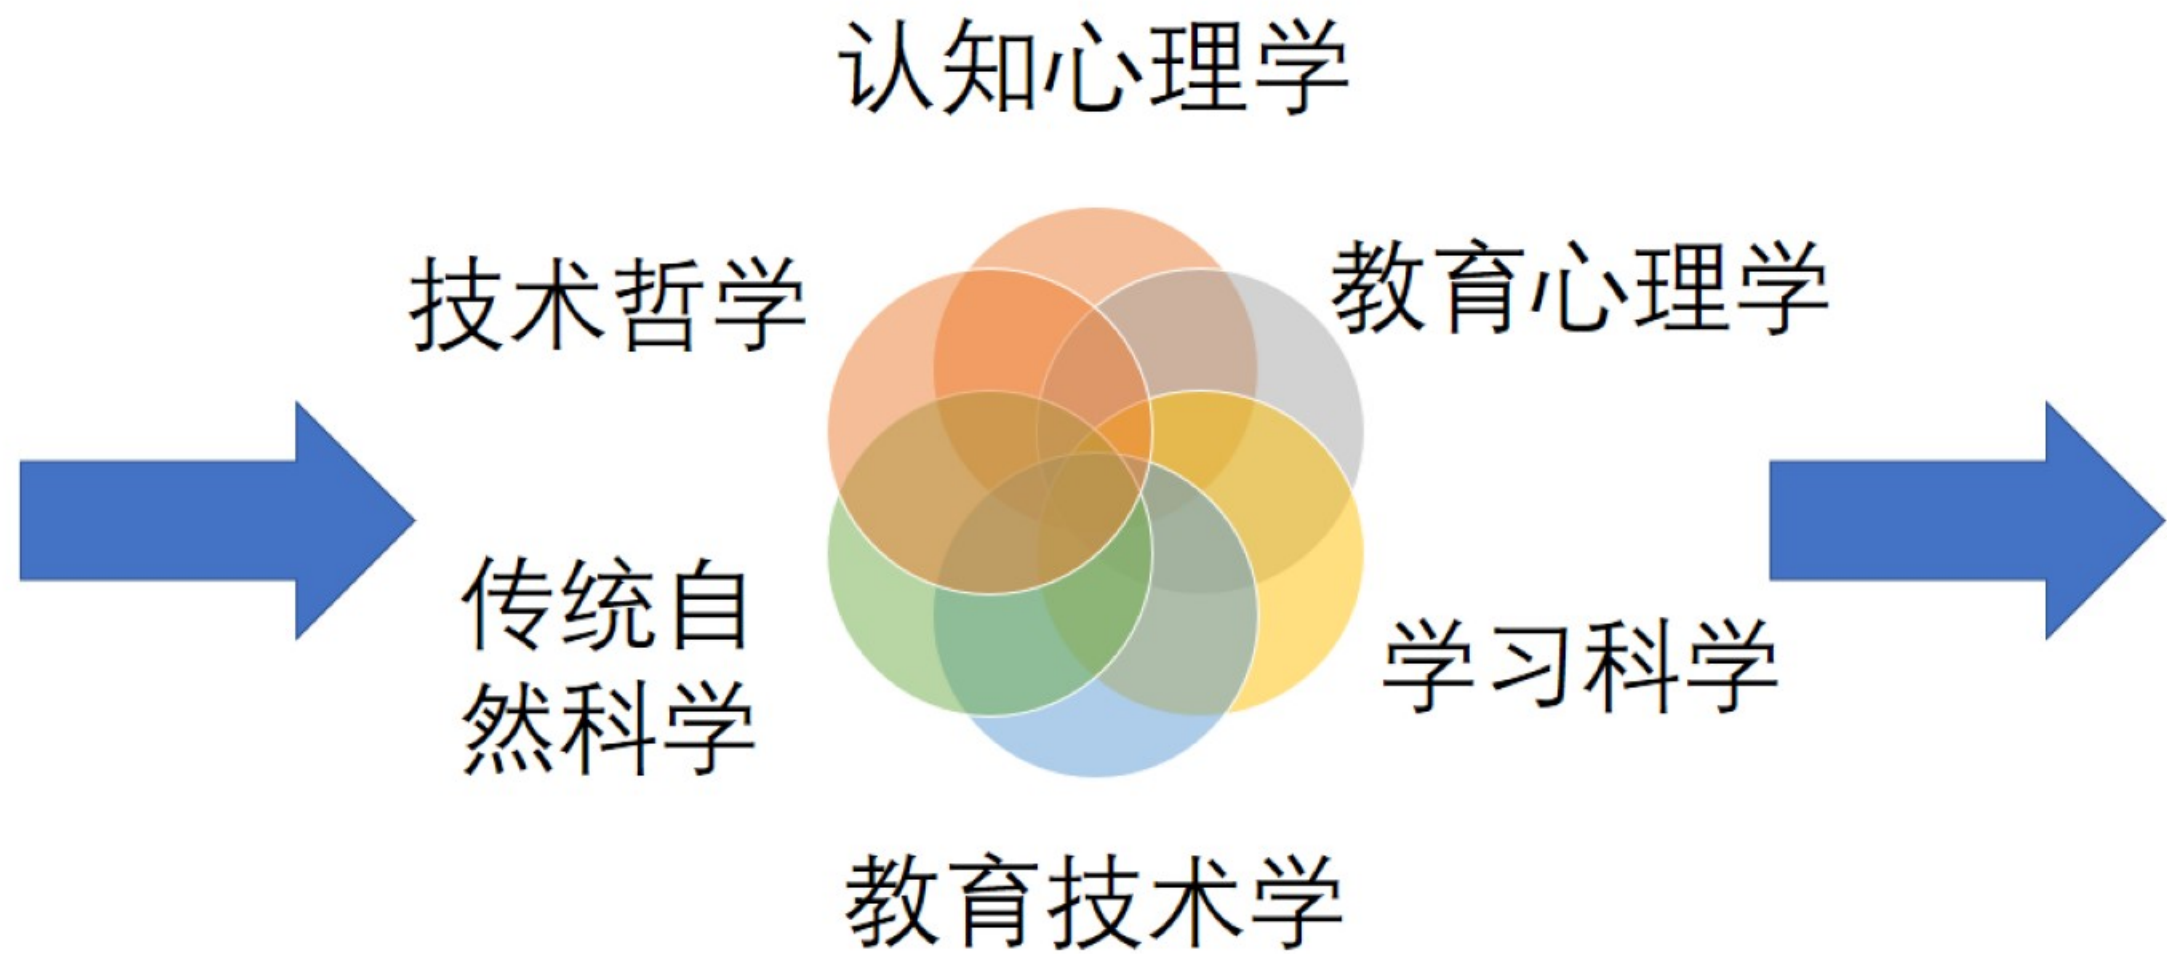 认知心理学
技术哲学
教育心理学
传统自
然科学
学习科学
教育技术学